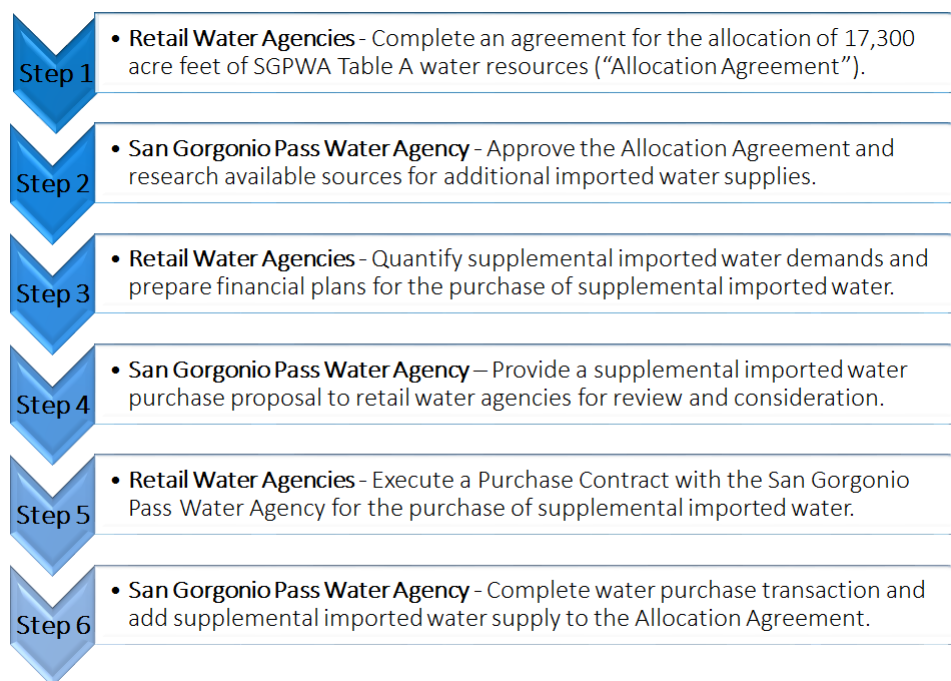 Step 1
• Retail Water Agencies - Complete an agreement for the allocation of 17,300
acre feet of SGPWA Table A water resources (“Allocation Agreement”).
Step 2
• San Gorgonio Pass Water Agency - Approve the Allocation Agreement and
research available sources for additional imported water supplies.
Step 3
• Retail Water Agencies - Quantify supplemental imported water demands and
prepare financial plans for the purchase of supplemental imported water.
Step 4
• San Gorgonio Pass Water Agency – Provide a supplemental imported water
purchase proposal to retail water agencies for review and consideration.
Step 5
• Retail Water Agencies - Execute a Purchase Contract with the San Gorgonio
Pass Water Agency for the purchase of supplemental imported water.
Step 6
• San Gorgonio Pass Water Agency - Complete water purchase transaction and
add supplemental imported water supply to the Allocation Agreement.